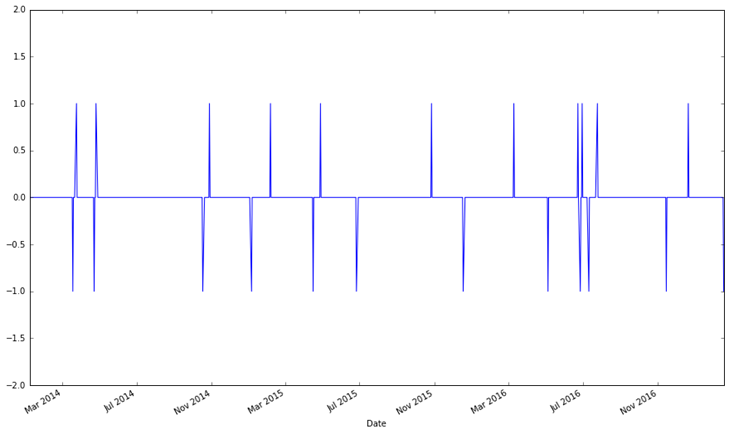 2.0
1.5
1.0
0.5
0.0
−0.5
−1.0
−1.5
−2.0
Mar 2014
Jul 2014
Nov 2014
Mar 2015
Jul 2015
Nov 2015
Mar 2016
Jul 2016
Nov 2016
Date